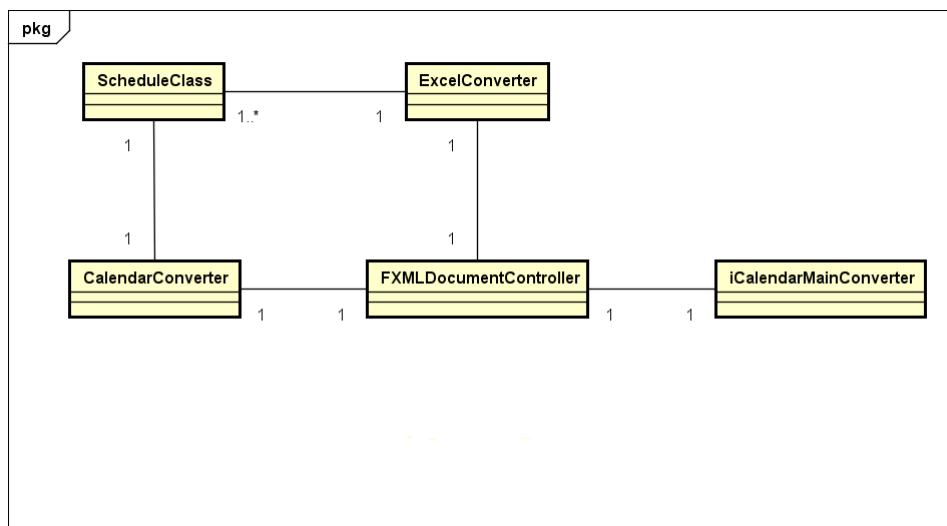 pkg
ScheduleClass
ExcelConverter
1..*
1
1
1
1
1
CalendarConverter
FXMLDocumentController
iCalendarMainConverter
1
1
1
1